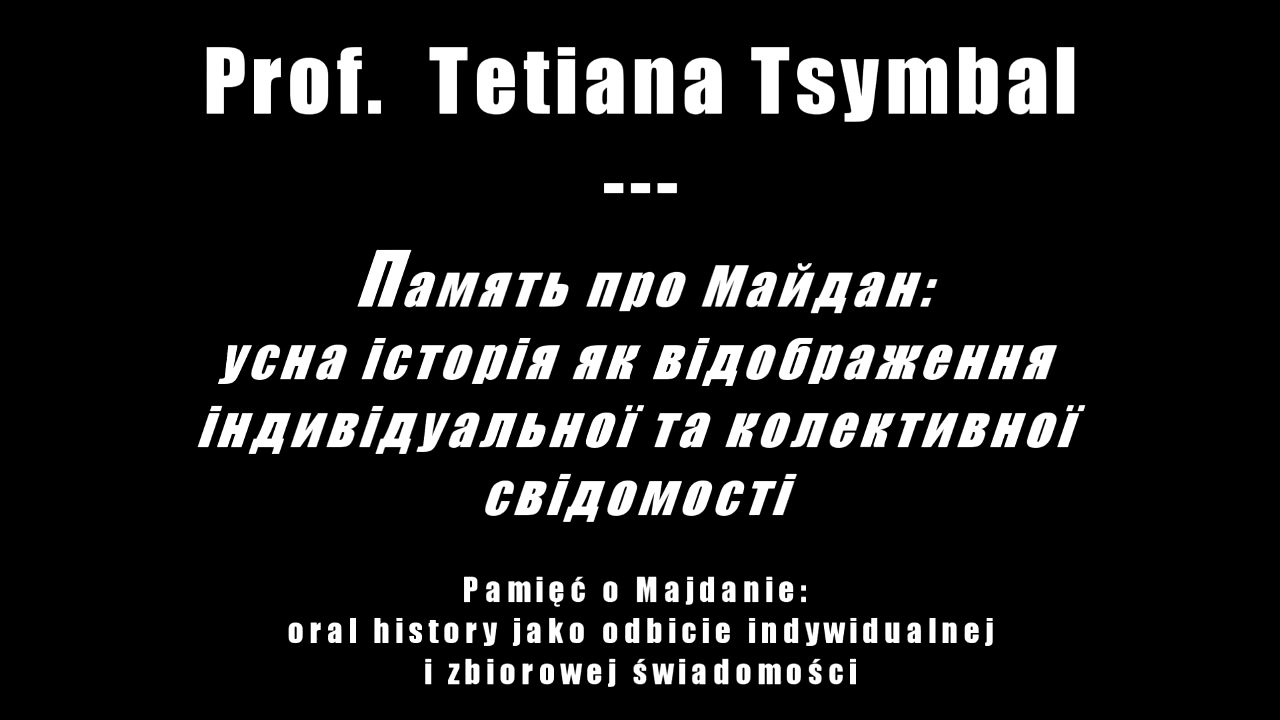 Prof. Tetiana Tsymbal
---
Память про Майдан:
усна історія як відображення
індивідуальної та колективної
свідомості
Pamięć o Majdanie:
oral history jako odbicie indywidualnej
i zbiorowej świadomości